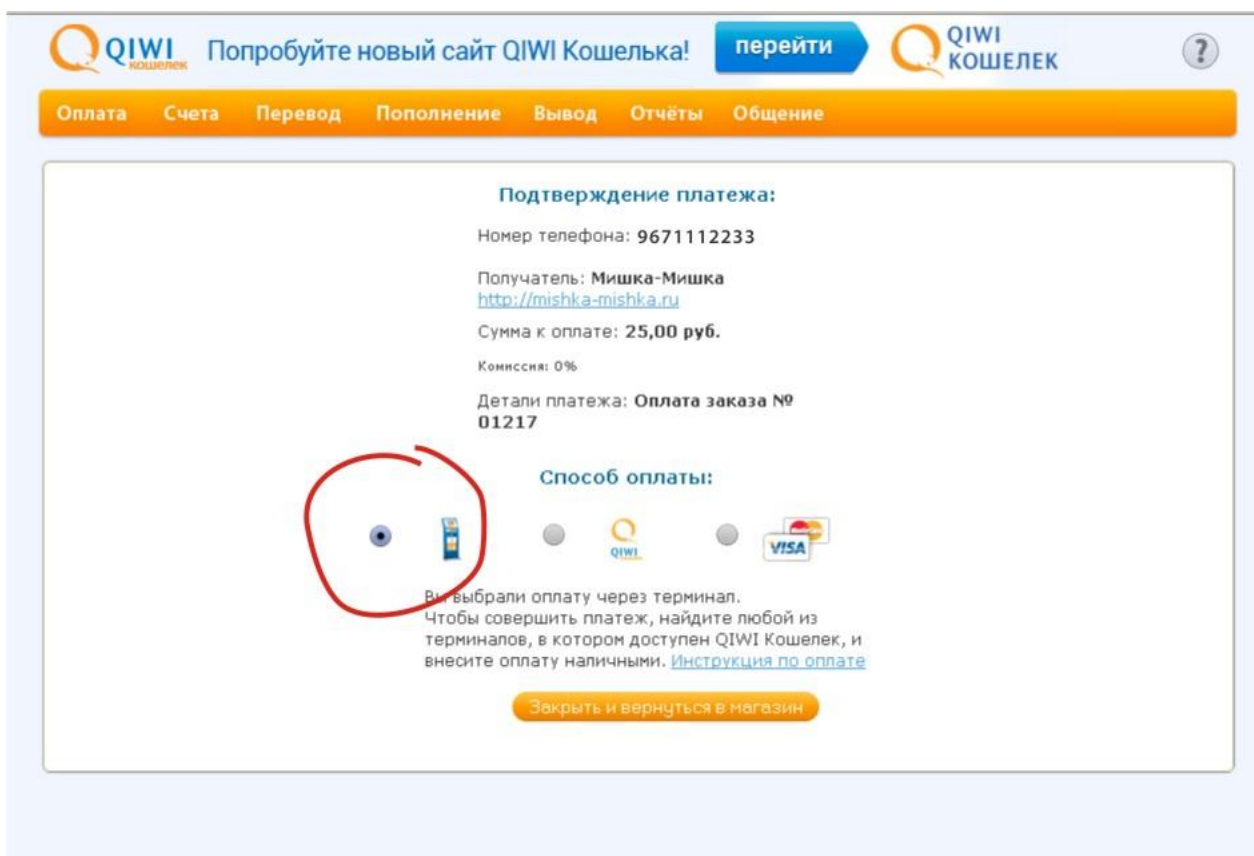 QIWI КОШЕЛЕК Попробуйте новый сайт QIWI Кошелька! перейти QIWI КОШЕЛЕК ?
Оплата Счета Перевод Пополнение Вывод Отчёты Общение
Подтверждение платежа:
Номер телефона: 9671112233
Получатель: Мишка-Мишка
http://mishka-mishka.ru
Сумма к оплате: 25,00 руб.
Комиссия: 0%
Детали платежа: Оплата заказа №
01217
Способ оплаты:
QIWI VISA MasterCard
Вы выбрали оплату через терминал.
Чтобы совершить платеж, найдите любой из
терминалов, в котором доступен QIWI Кошелек, и
внесите оплату наличными. Инструкция по оплате
Закрыть и вернуться в магазин